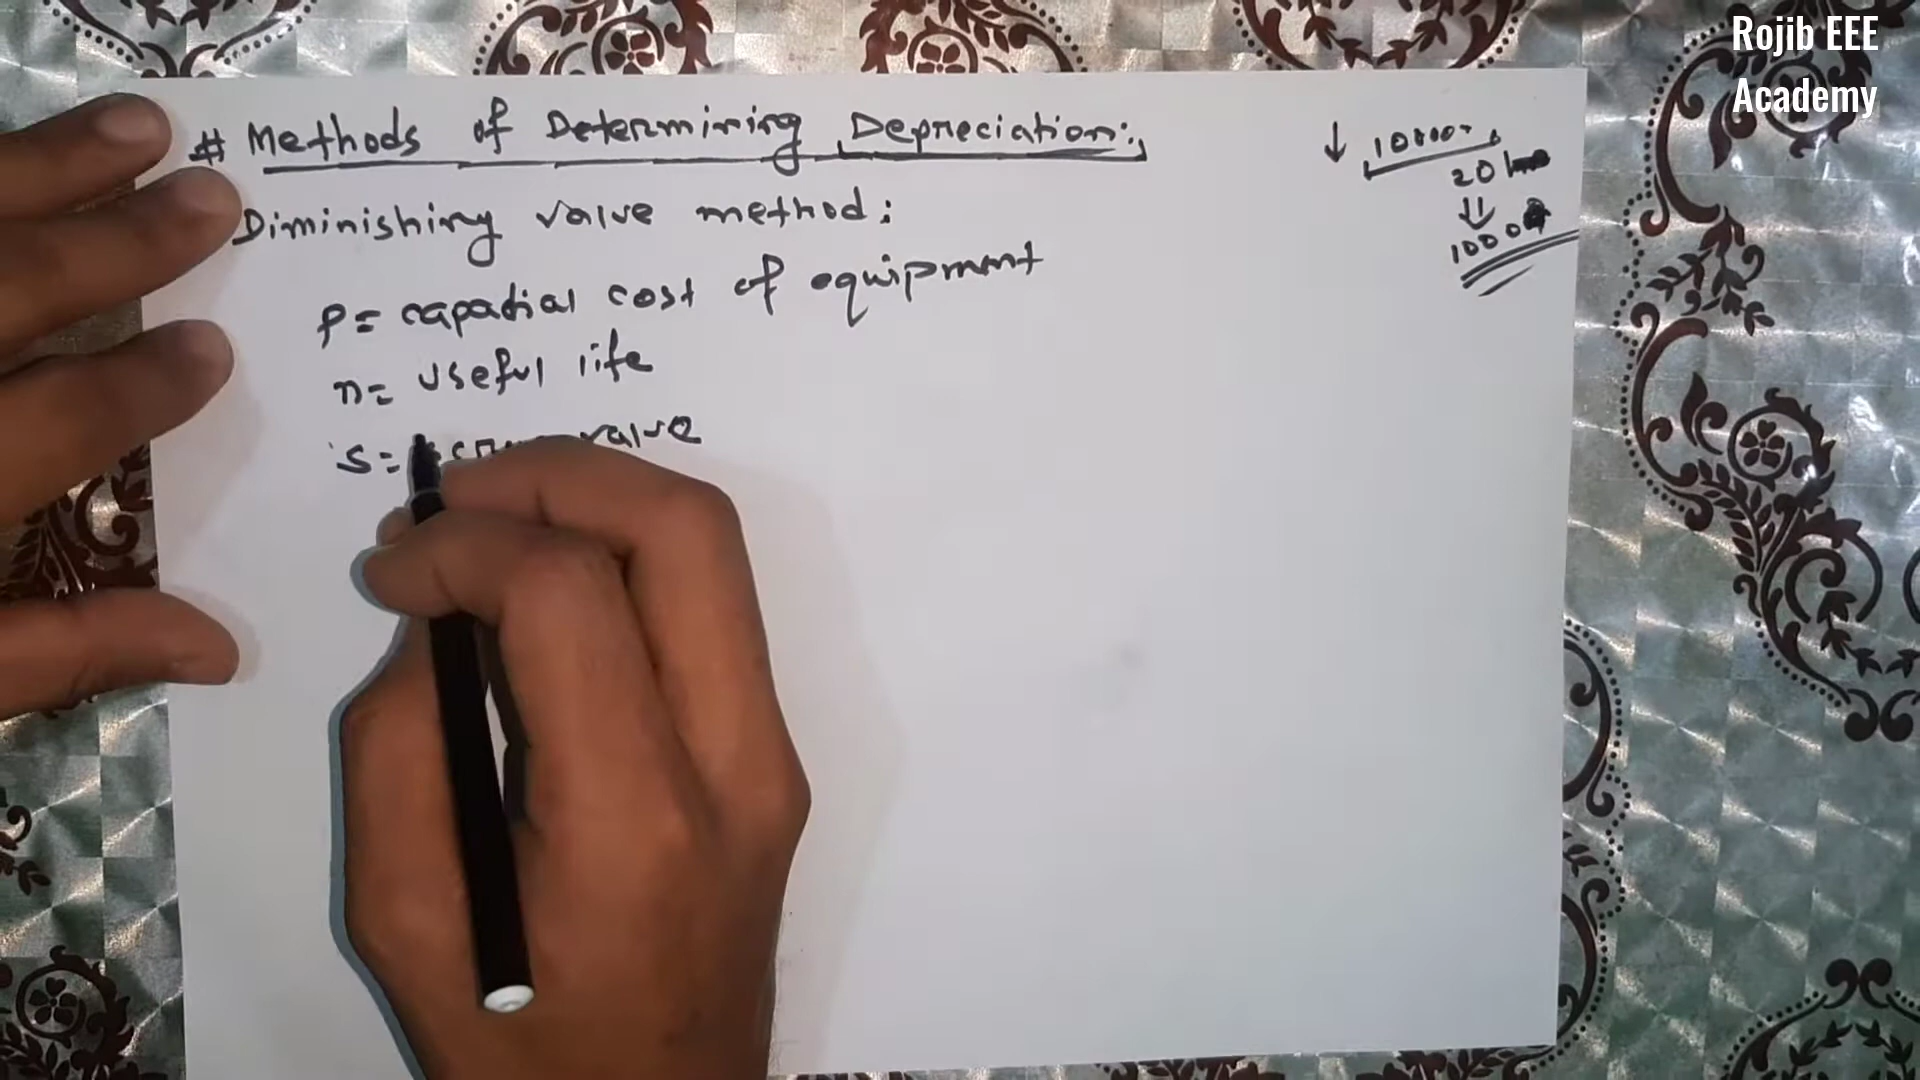 Rojib EEE
Academy
# Methods of Determining Depreciation:
Diminishing value method:
P= capatial cost of equipment
n= useful life
S= value
↓ 10000
20
⇓
1000